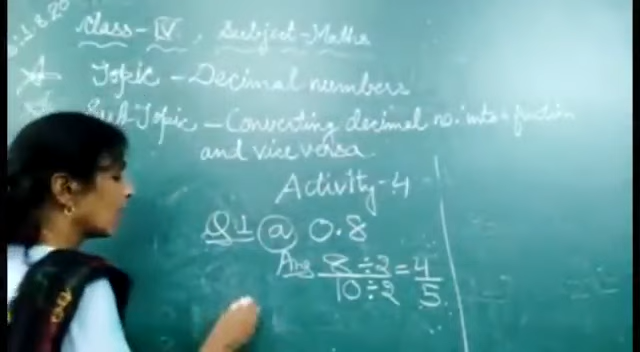 Class - IV, Subject - Maths
Topic - Decimal numbers
Sub Topic - Converting decimal no. into fraction
and vice versa
Activity - 4
Q1 (a) 0.8
Ans 8÷2/10÷2 = 4/5